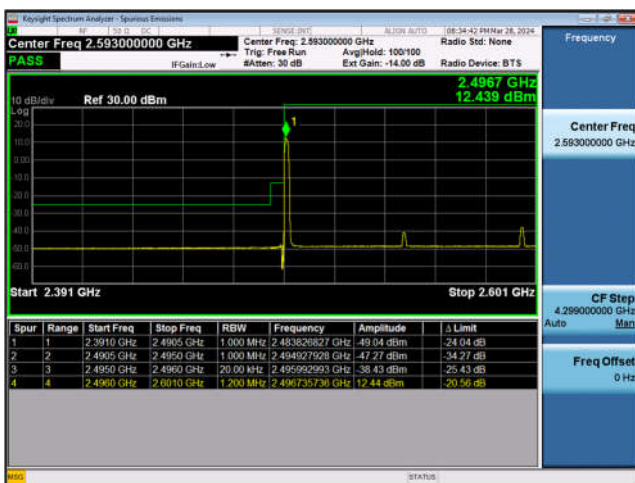 Keysight Spectrum Analyzer - Spurious Emissions
RF 50 Ω DC SENSE:INT ALIGN AUTO 08:34:42 PM Mar 28, 2024
Center Freq 2.593000000 GHz Center Freq: 2.593000000 GHz Radio Std: None Frequency
PASS Trig: Free Run Avg|Hold: 100/100
IFGain:Low #Atten: 30 dB Ext Gain: -14.00 dB Radio Device: BTS
2.4967 GHz
10 dB/div Ref 30.00 dBm 12.439 dBm
Log
20.0
10.0
0.00
-10.0
-20.0
-30.0
-40.0
-50.0
-60.0
1
Start 2.391 GHz Stop 2.601 GHz
Center Freq
2.593000000 GHz
CF Step
4.299000000 GHz
Auto Man
Freq Offset
0 Hz
Spur Range Start Freq Stop Freq RBW Frequency Amplitude Δ Limit
1 1 2.3910 GHz 2.4905 GHz 1.000 MHz 2.483826827 GHz -49.04 dBm -24.04 dB
2 2 2.4905 GHz 2.4950 GHz 1.000 MHz 2.494927928 GHz -47.27 dBm -34.27 dB
3 3 2.4950 GHz 2.4960 GHz 20.00 kHz 2.495992993 GHz -38.43 dBm -25.43 dB
4 4 2.4960 GHz 2.6010 GHz 1.200 MHz 2.496735736 GHz 12.44 dBm -20.56 dB
MSG STATUS